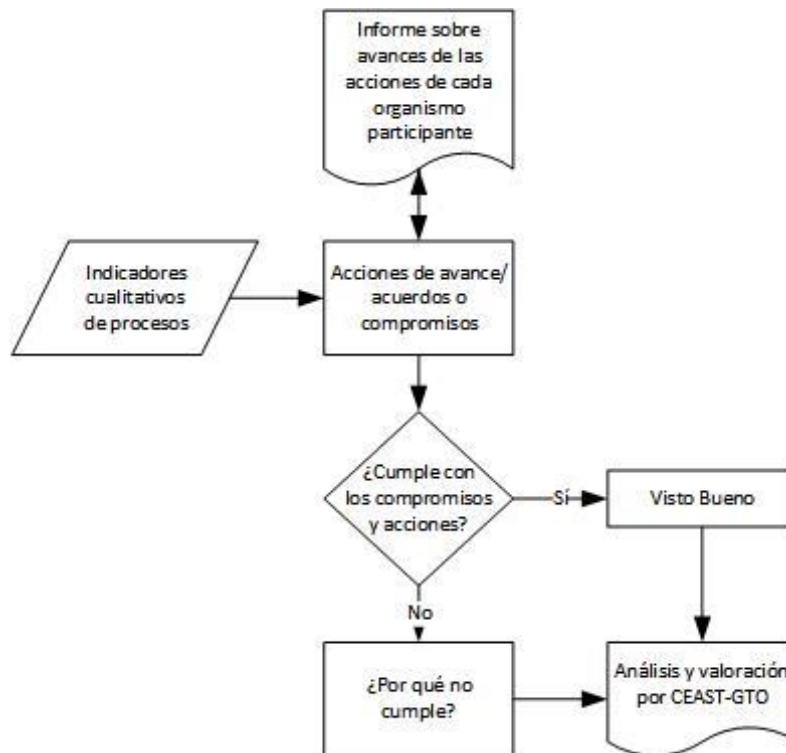 Informe sobre
avances de las
acciones de cada
organismo
participante
Indicadores
cualitativos
de procesos
Acciones de avance/
acuerdos o
compromisos
¿Cumple con
los compromisos
y acciones?
Sí
Visto Bueno
No
¿Por qué no
cumple?
Análisis y valoración
por CEAST-GTO